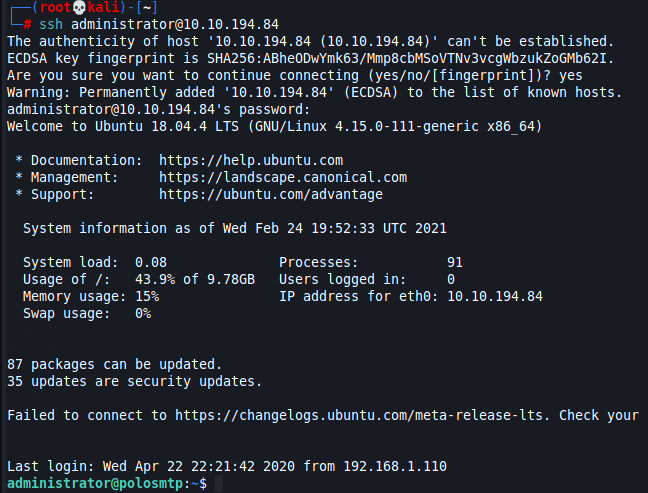 ┌──(root💀kali)-[~]
└─# ssh administrator@10.10.194.84
The authenticity of host '10.10.194.84 (10.10.194.84)' can't be established.
ECDSA key fingerprint is SHA256:ABheODwYmk63/Mmp8cbMSoVTNv3vcgWbzukZoGMb62I.
Are you sure you want to continue connecting (yes/no/[fingerprint])? yes
Warning: Permanently added '10.10.194.84' (ECDSA) to the list of known hosts.
administrator@10.10.194.84's password:
Welcome to Ubuntu 18.04.4 LTS (GNU/Linux 4.15.0-111-generic x86_64)
* Documentation:  https://help.ubuntu.com
* Management:     https://landscape.canonical.com
* Support:        https://ubuntu.com/advantage
System information as of Wed Feb 24 19:52:33 UTC 2021
System load:  0.08              Processes:           91
Usage of /:   43.9% of 9.78GB   Users logged in:     0
Memory usage: 15%               IP address for eth0: 10.10.194.84
Swap usage:   0%
87 packages can be updated.
35 updates are security updates.
Failed to connect to https://changelogs.ubuntu.com/meta-release-lts. Check your
Last login: Wed Apr 22 22:21:42 2020 from 192.168.1.110
administrator@polosmtp:~$